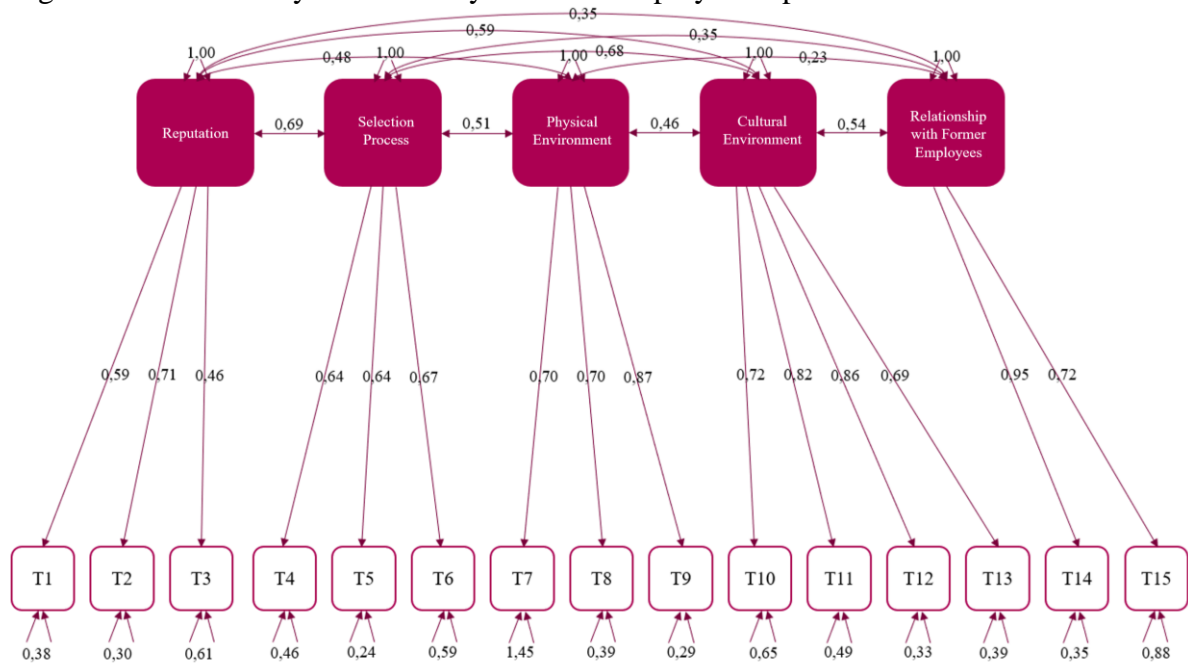 0,35
0,59
0,35
1,00 0,48 1,00 1,00 0,68 1,00 0,23 1,00
Reputation
0,69
Selection
Process
0,51
Physical
Environment
0,46
Cultural
Environment
0,54
Relationship
with Former
Employees
0,59 0,71 0,46 0,64 0,64 0,67 0,70 0,70 0,87 0,72 0,82 0,86 0,69 0,95 0,72
T1 T2 T3 T4 T5 T6 T7 T8 T9 T10 T11 T12 T13 T14 T15
0,38 0,30 0,61 0,46 0,24 0,59 1,45 0,39 0,29 0,65 0,49 0,33 0,39 0,35 0,88